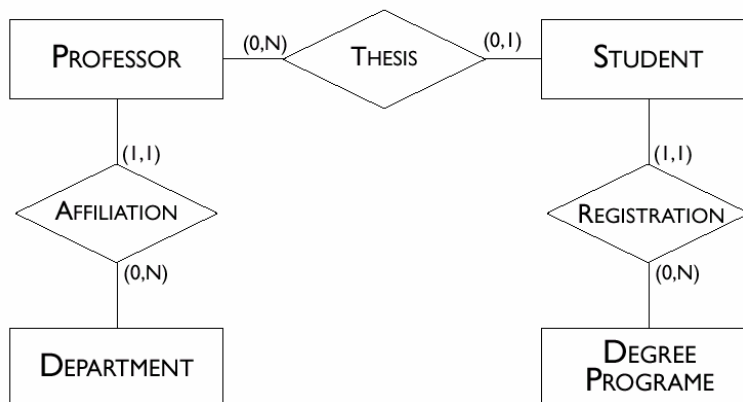 PROFESSOR
(0,N)
THESIS
(0,1)
STUDENT
(1,1)
(1,1)
AFFILIATION
REGISTRATION
(0,N)
(0,N)
DEPARTMENT
DEGREE
PROGRAME